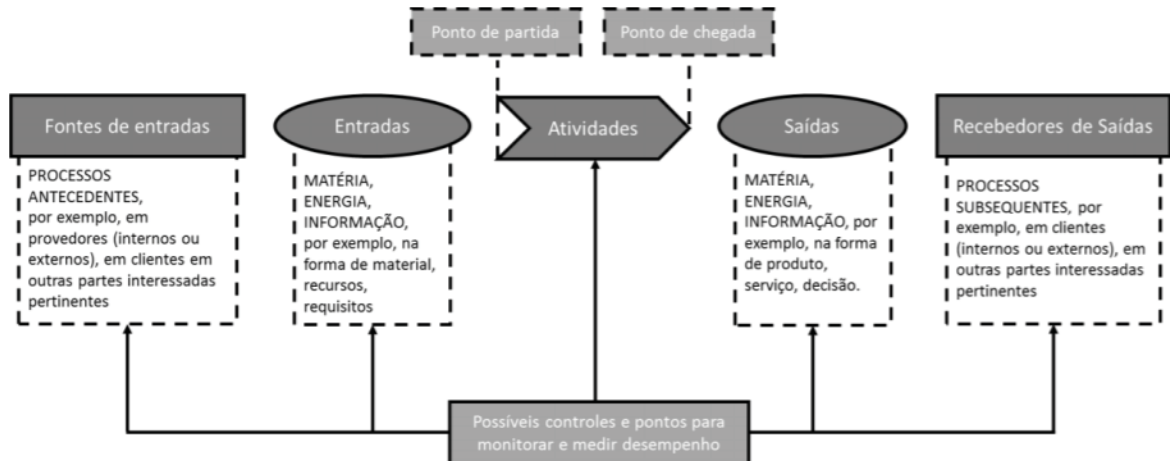 Ponto de partida
Ponto de chegada
Fontes de entradas
Entradas
Atividades
Saídas
Recebedores de Saídas
PROCESSOS
ANTECEDENTES,
por exemplo, em
provedores (internos ou
externos), em clientes em
outras partes interessadas
pertinentes
MATÉRIA,
ENERGIA,
INFORMAÇÃO,
por exemplo, na
forma de material,
recursos,
requisitos
MATÉRIA,
ENERGIA,
INFORMAÇÃO, por
exemplo, na forma
de produto,
serviço, decisão.
PROCESSOS
SUBSEQUENTES, por
exemplo, em clientes
(internos ou externos), em
outras partes interessadas
pertinentes
Possíveis controles e pontos para
monitorar e medir desempenho